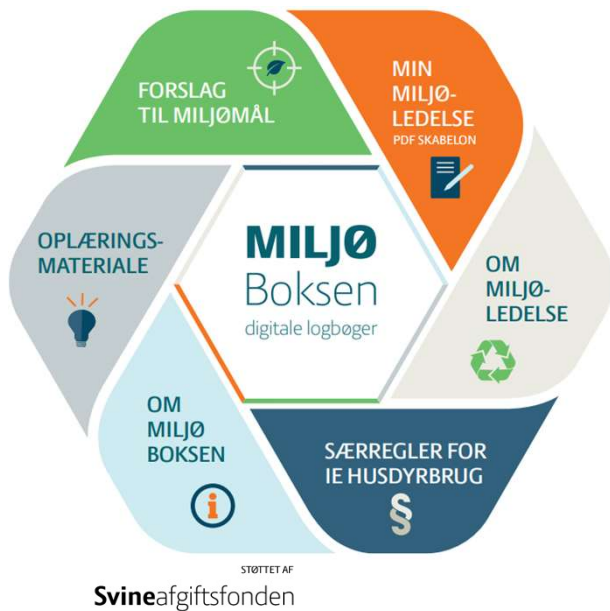 FORSLAG
TIL MILJØMÅL
MIN
MILJØ-
LEDELSE
PDF SKABELON
OPLÆRINGS-
MATERIALE
MILJØ
Boksen
digitale logbøger
OM
MILJØ-
LEDELSE
OM
MILJØ
BOKSEN
SÆRREGLER FOR
IE HUSDYRBRUG
§
STØTTET AF
Svineafgiftsfonden